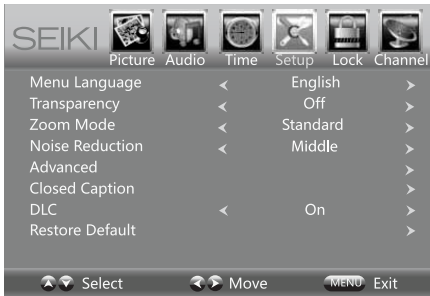 SEIKI
Picture Audio Time Setup Lock Channel
Menu Language English
Transparency Off
Zoom Mode Standard
Noise Reduction Middle
Advanced
Closed Caption
DLC On
Restore Default
Select Move MENU Exit